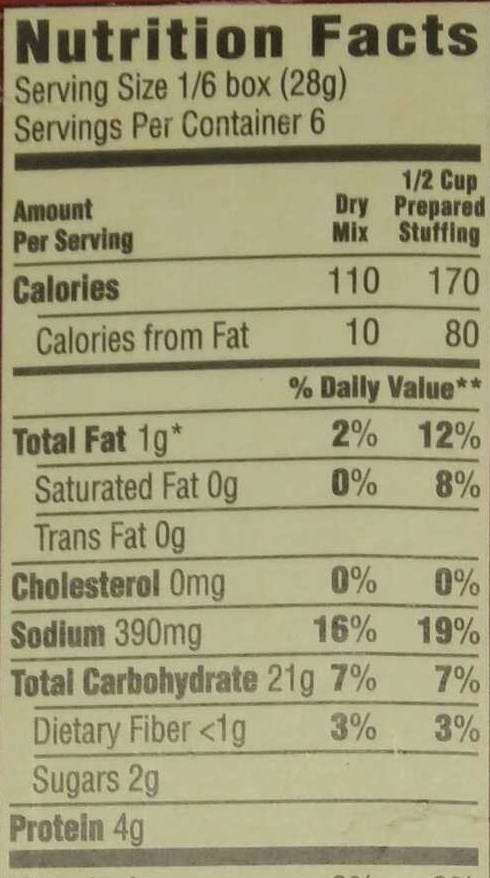 Nutrition Facts
Serving Size 1/6 box (28g)
Servings Per Container 6
1/2 Cup
Amount Dry Prepared
Per Serving Mix Stuffing
Calories 110 170
Calories from Fat 10 80
% Daily Value**
Total Fat 1g* 2% 12%
Saturated Fat 0g 0% 8%
Trans Fat 0g
Cholesterol 0mg 0% 0%
Sodium 390mg 16% 19%
Total Carbohydrate 21g 7% 7%
Dietary Fiber <1g 3% 3%
Sugars 2g
Protein 4g